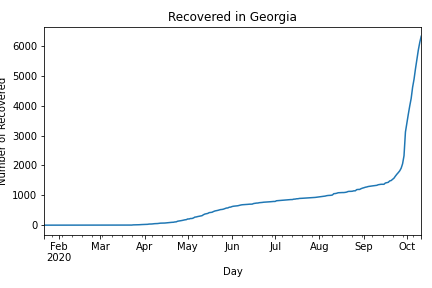 Recovered in Georgia
Number of Recovered
6000
5000
4000
3000
2000
1000
0
Feb Mar Apr May Jun Jul Aug Sep Oct
2020
Day